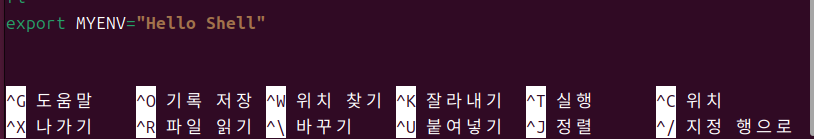 export MYENV="Hello Shell"
^G 도움말 ^O 기록 저장 ^W 위치 찾기 ^K 잘라내기 ^T 실행 ^C 위치
^X 나가기 ^R 파일 읽기 ^\ 바꾸기 ^U 붙여넣기 ^J 정렬 ^/ 지정 행으로